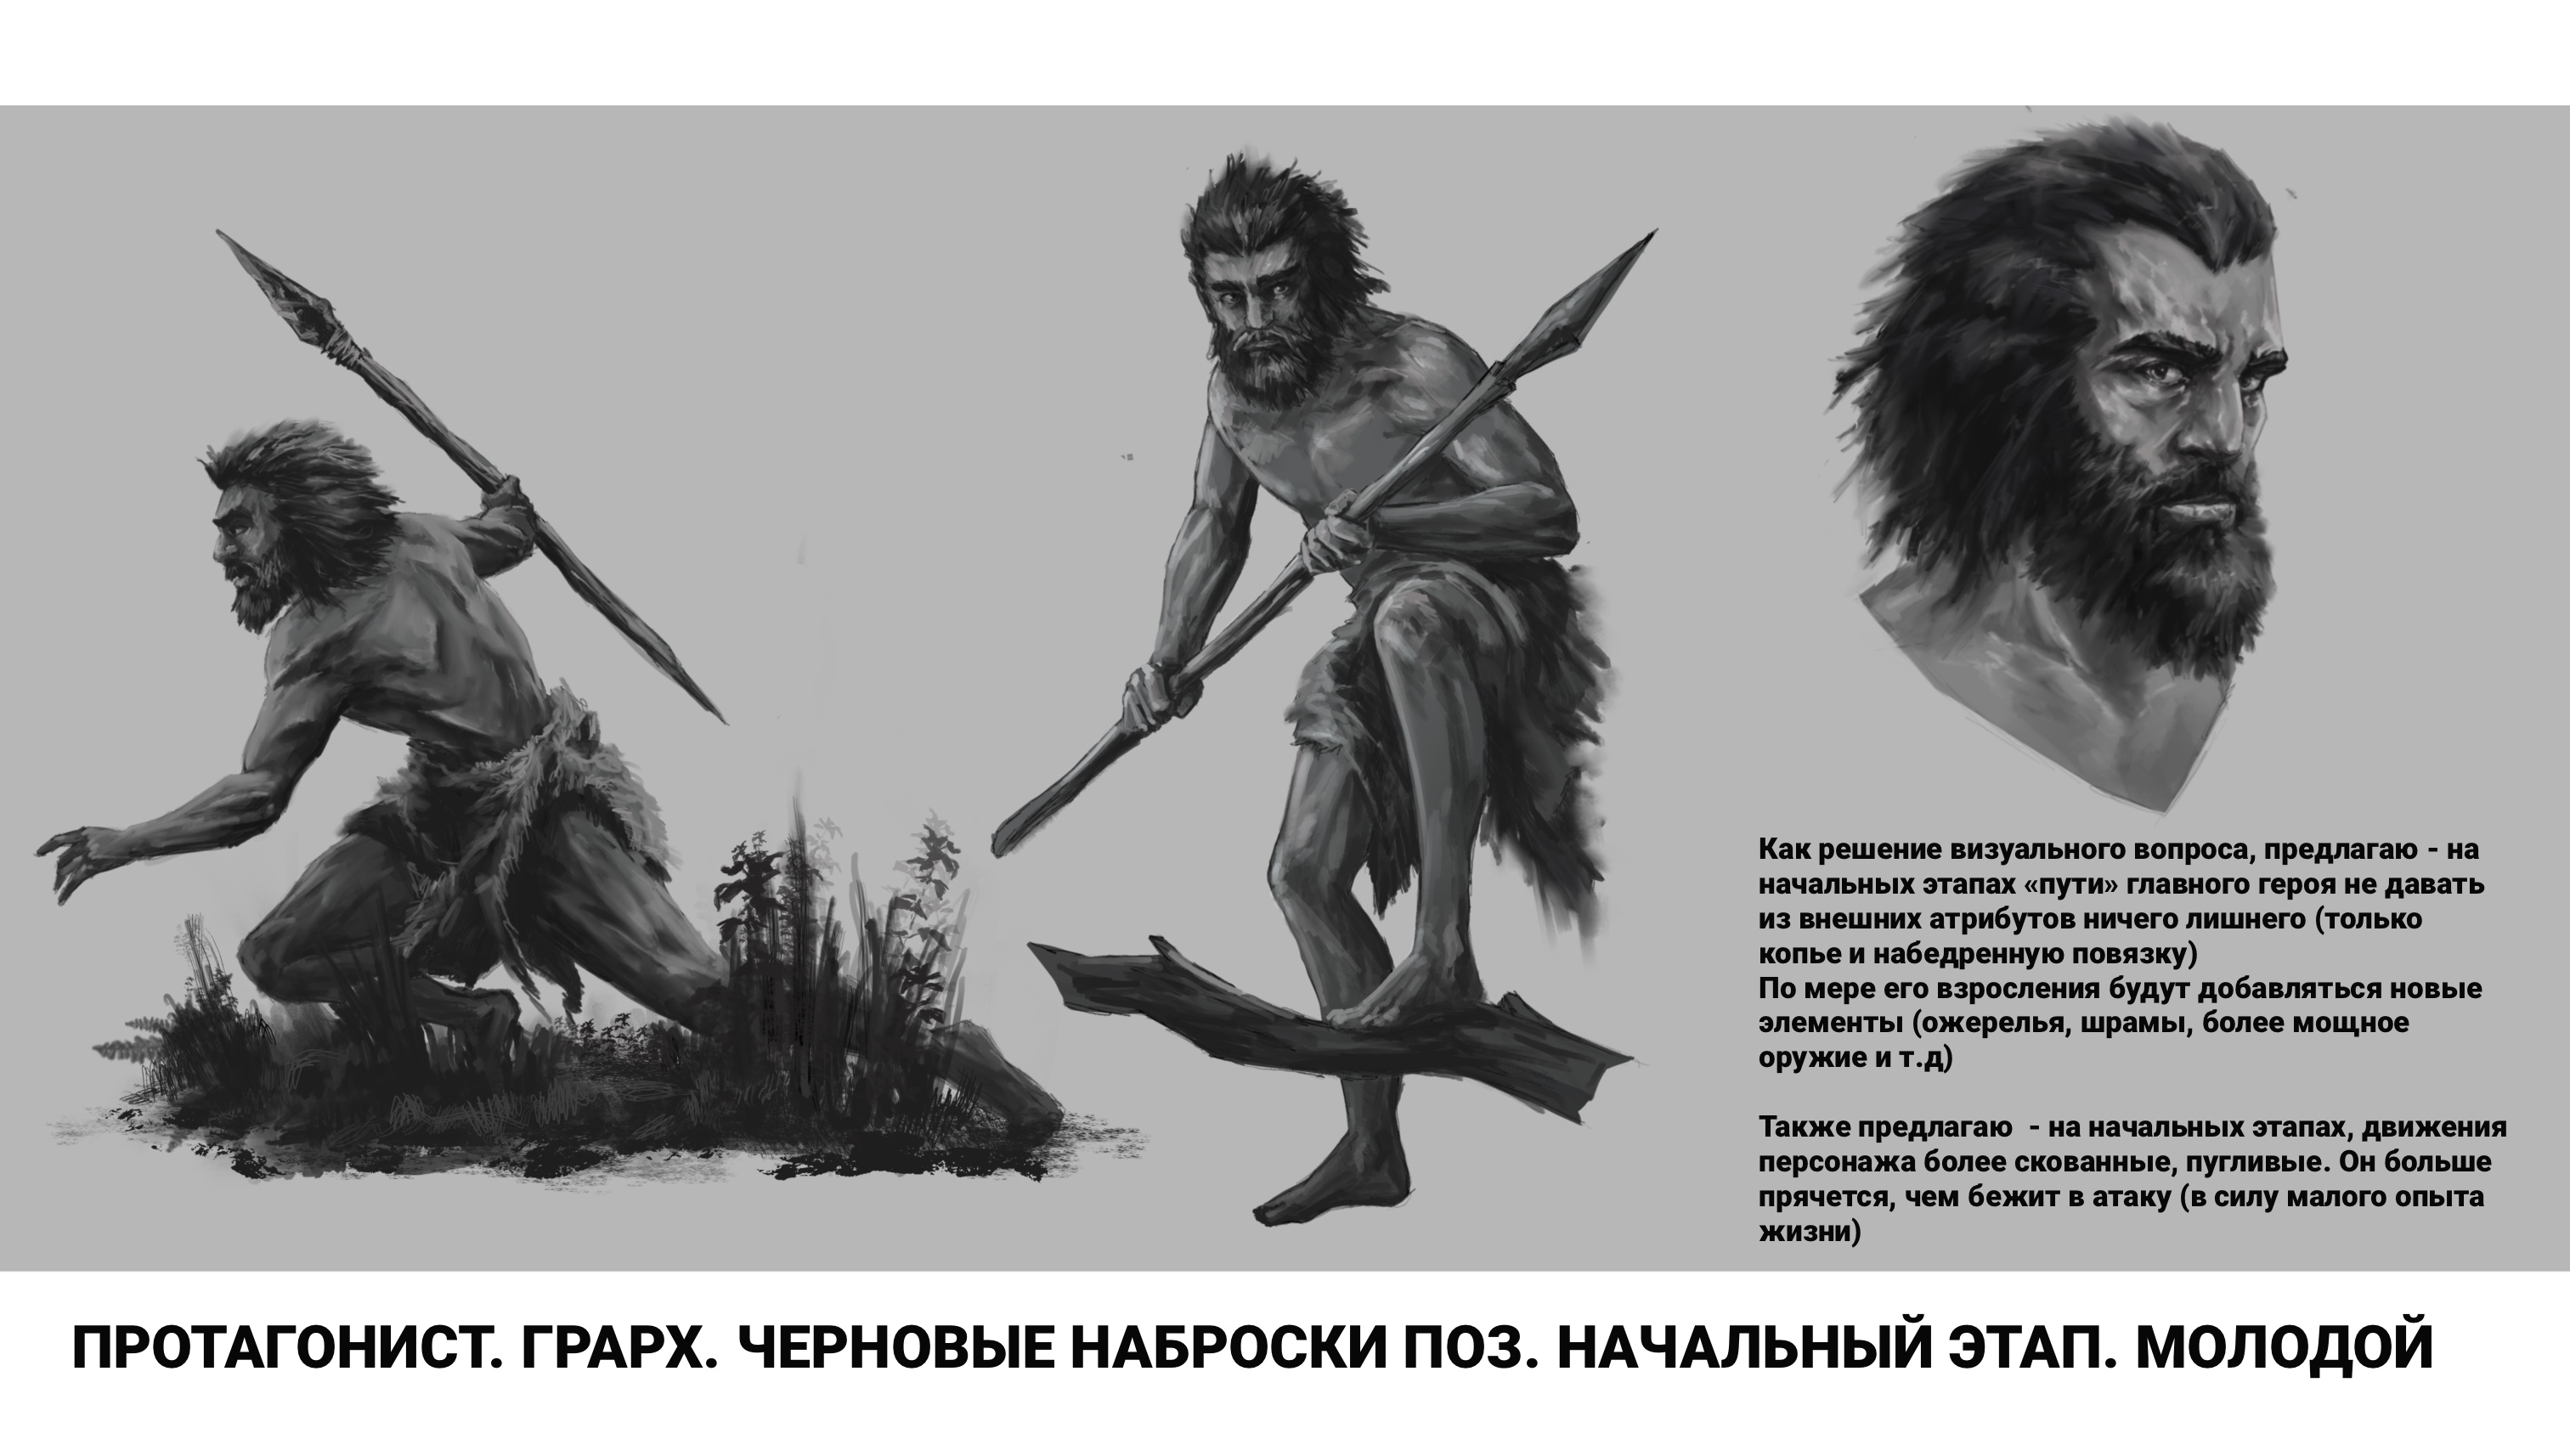 Как решение визуального вопроса, предлагаю - на
начальных этапах «пути» главного героя не давать
из внешних атрибутов ничего лишнего (только
копье и набедренную повязку)
По мере его взросления будут добавляться новые
элементы (ожерелья, шрамы, более мощное
оружие и т.д)
Также предлагаю  - на начальных этапах, движения
персонажа более скованные, пугливые. Он больше
прячется, чем бежит в атаку (в силу малого опыта
жизни)
ПРОТАГОНИСТ. ГРАРХ. ЧЕРНОВЫЕ НАБРОСКИ ПОЗ. НАЧАЛЬНЫЙ ЭТАП. МОЛОДОЙ